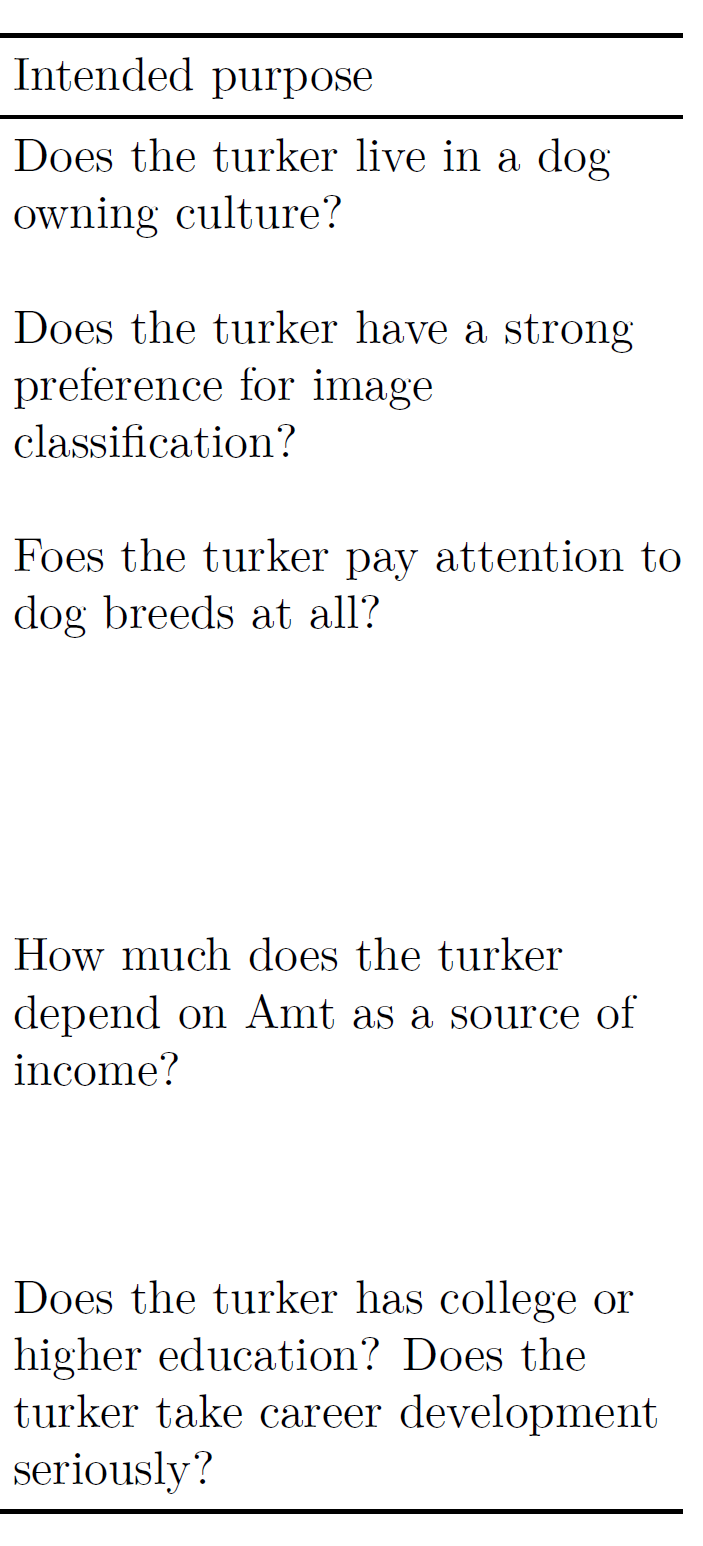 Intended purpose
Does the turker live in a dog
owning culture?
Does the turker have a strong
preference for image
classification?
Foes the turker pay attention to
dog breeds at all?
How much does the turker
depend on Amt as a source of
income?
Does the turker has college or
higher education? Does the
turker take career development
seriously?